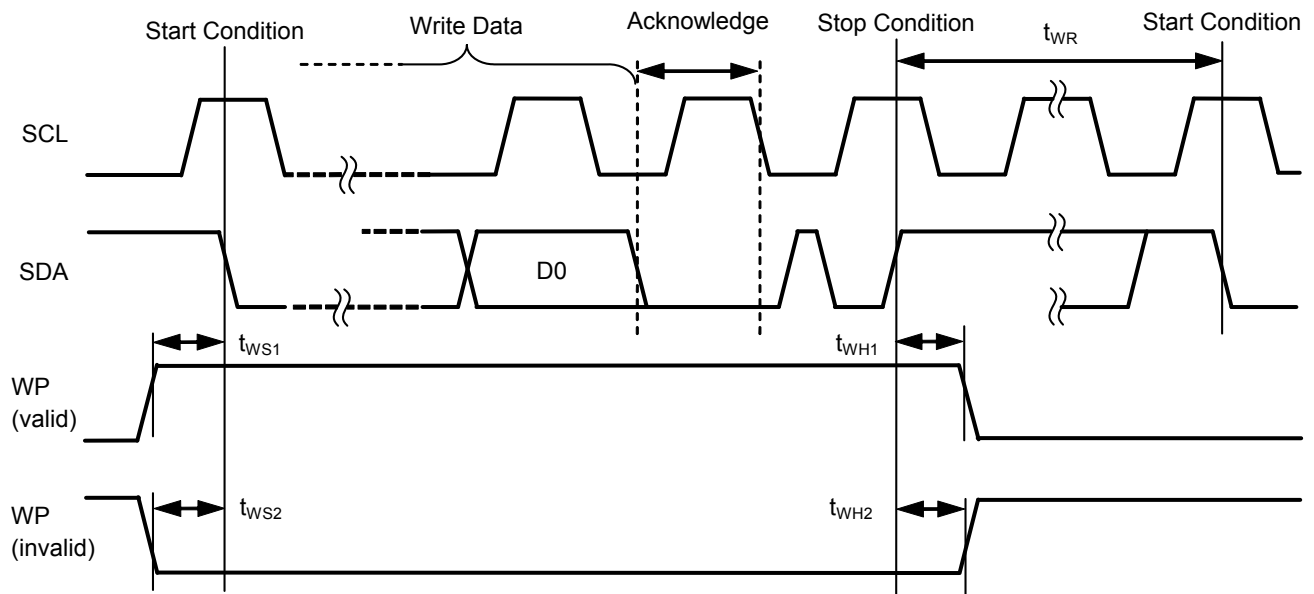 Start Condition
Write Data
Acknowledge
Stop Condition
tWR
Start Condition
SCL
SDA
D0
tWS1
tWH1
WP
(valid)
tWS2
tWH2
WP
(invalid)